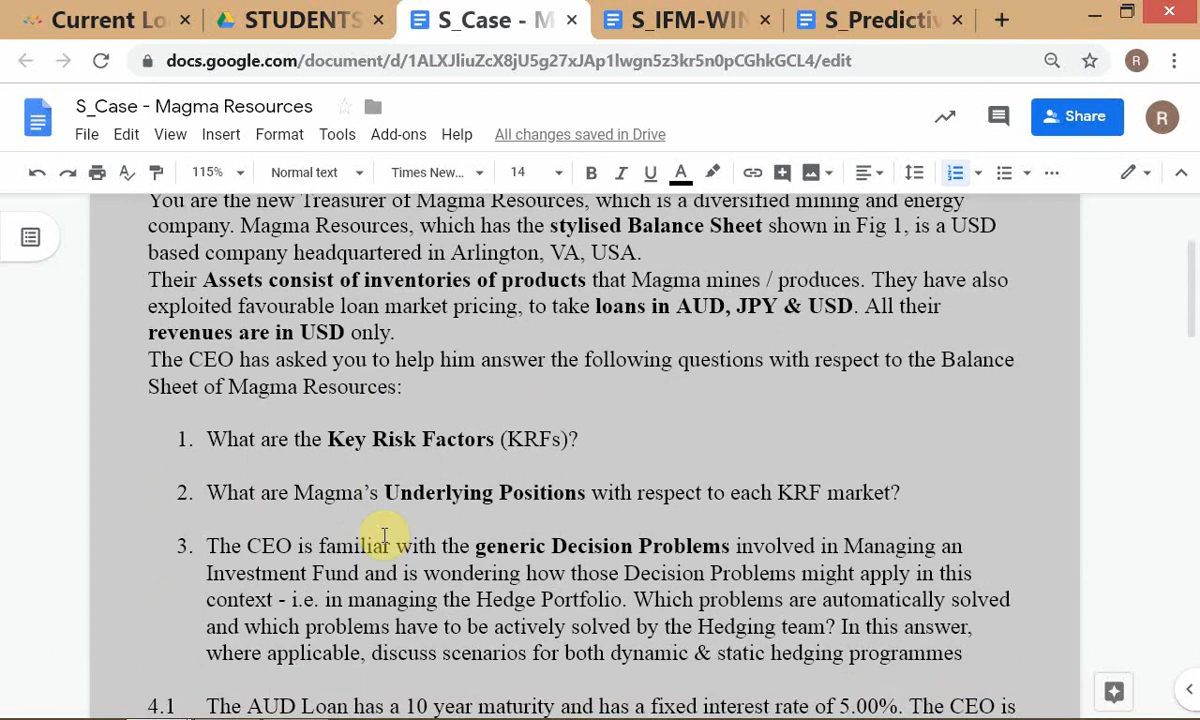 Current Lo
STUDENTS
S_Case - M
S_IFM-WIN
S_Predictiv
docs.google.com/document/d/1ALXJliuZcX8jU5g27xJAp1lwgn5z3kr5n0pCGhkGCL4/edit
R
S_Case - Magma Resources
File Edit View Insert Format Tools Add-ons Help All changes saved in Drive
Share
R
115% Normal text Times New... 14 B I U A
You are the new Treasurer of Magma Resources, which is a diversified mining and energy
company. Magma Resources, which has the stylised Balance Sheet shown in Fig 1, is a USD
based company headquartered in Arlington, VA, USA.
Their Assets consist of inventories of products that Magma mines / produces. They have also
exploited favourable loan market pricing, to take loans in AUD, JPY & USD. All their
revenues are in USD only.
The CEO has asked you to help him answer the following questions with respect to the Balance
Sheet of Magma Resources:
1. What are the Key Risk Factors (KRFs)?
2. What are Magma's Underlying Positions with respect to each KRF market?
3. The CEO is familiar with the generic Decision Problems involved in Managing an
Investment Fund and is wondering how those Decision Problems might apply in this
context - i.e. in managing the Hedge Portfolio. Which problems are automatically solved
and which problems have to be actively solved by the Hedging team? In this answer,
where applicable, discuss scenarios for both dynamic & static hedging programmes
4.1 The AUD Loan has a 10 year maturity and has a fixed interest rate of 5.00%. The CEO is